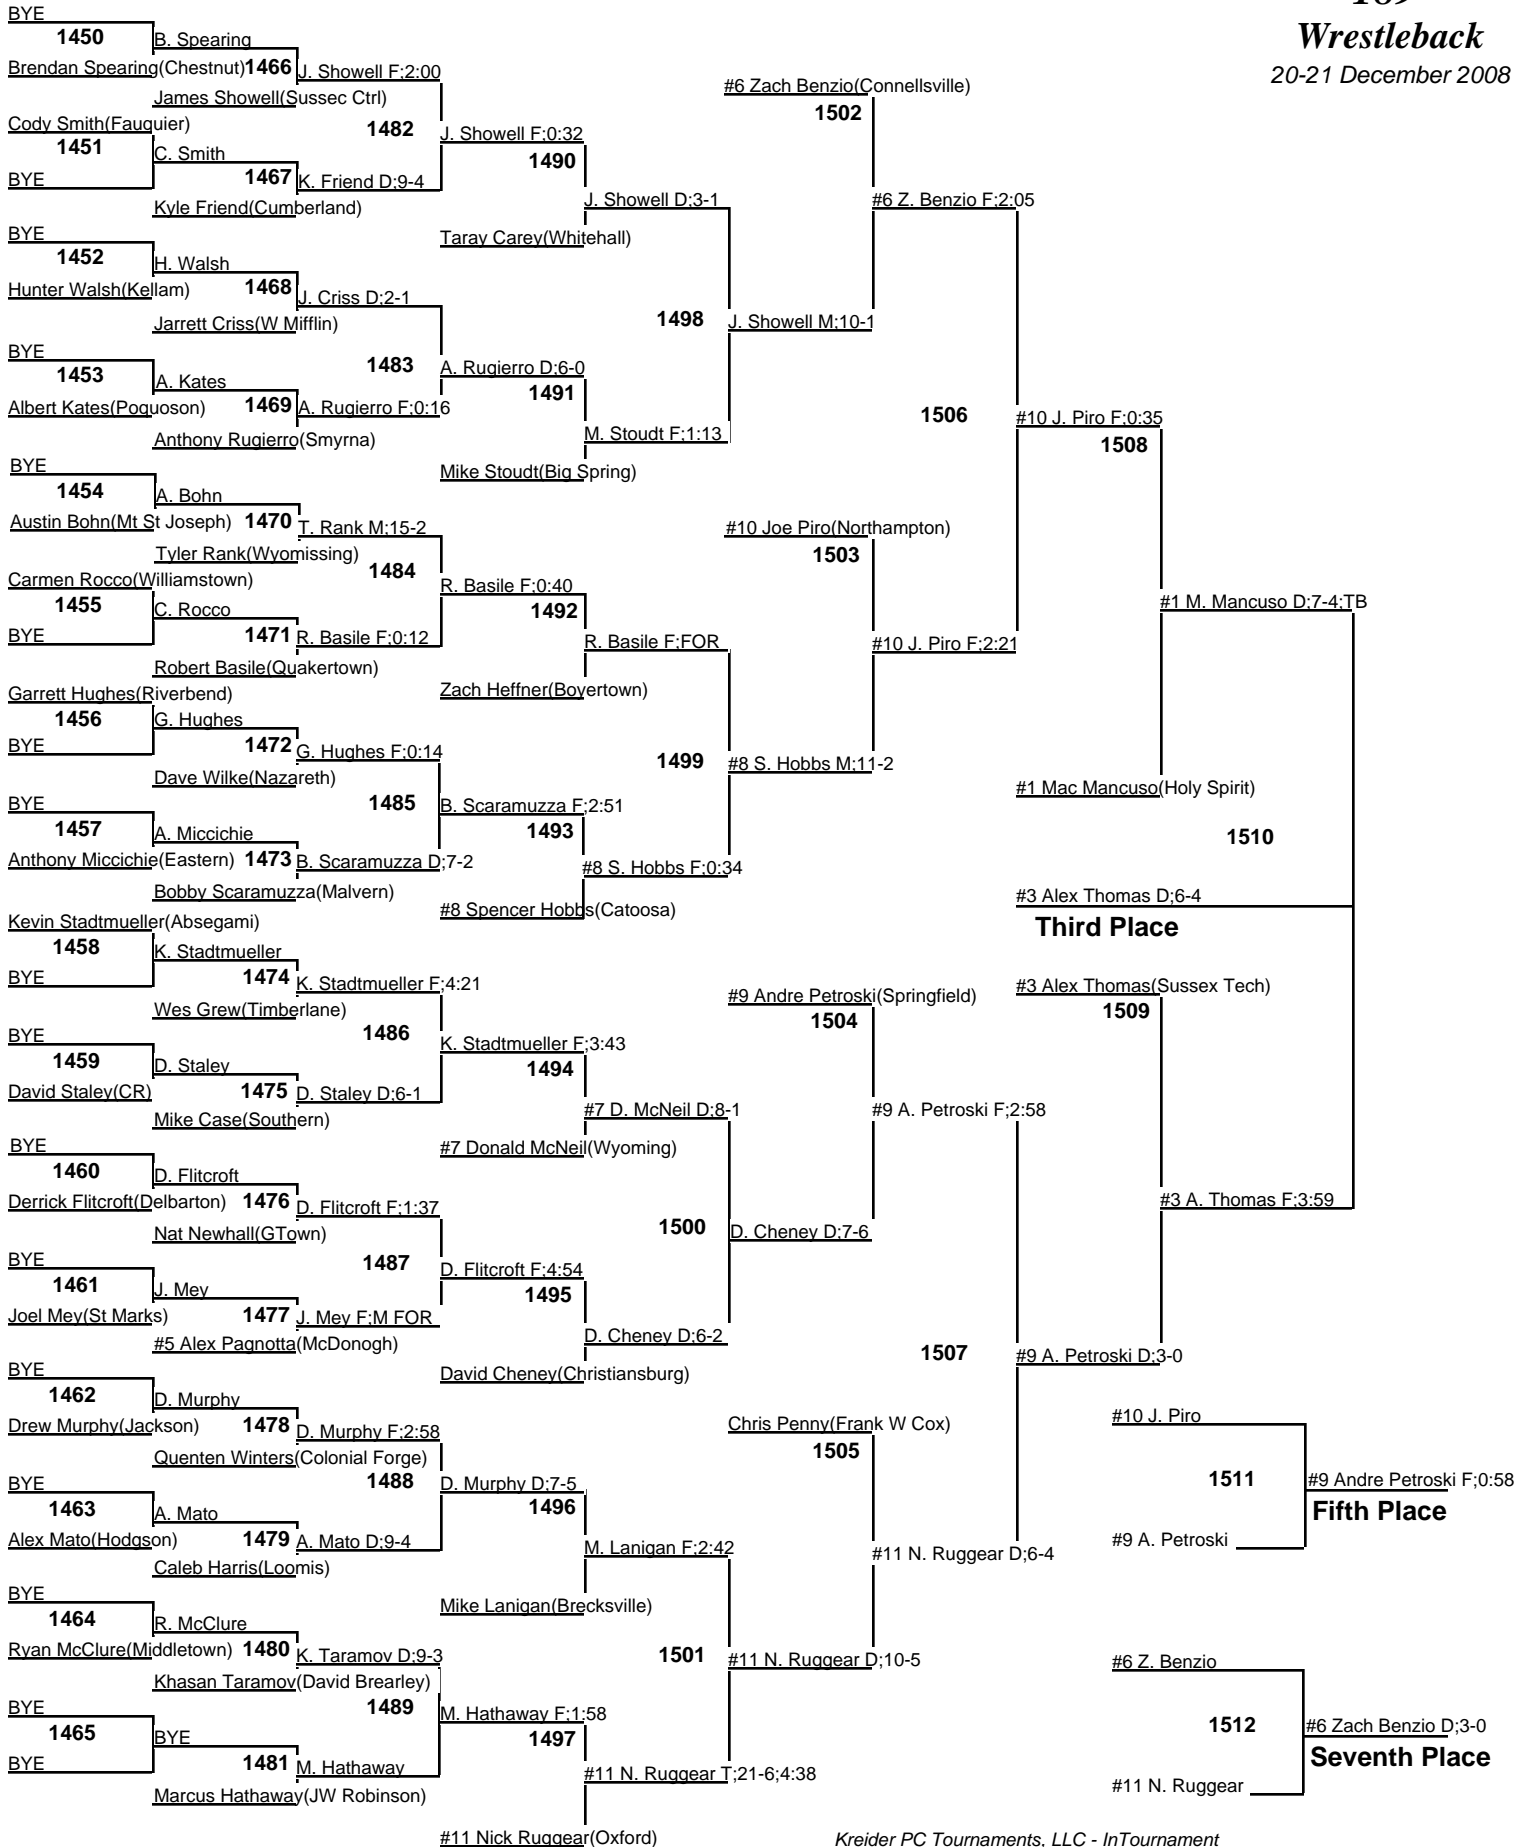 Wrestleback
20-21 December 2008
BYE
1450
B. Spearing
Brendan Spearing(Chestnut)
1466
J. Showell F;2:00
James Showell(Sussec Ctrl)
Cody Smith(Fauquier)
1482
1451
C. Smith
BYE
1467
K. Friend D;9-4
Kyle Friend(Cumberland)
J. Showell F;0:32
1490
J. Showell D;3-1
Taray Carey(Whitehall)
BYE
1452
H. Walsh
Hunter Walsh(Kellam)
1468
J. Criss D;2-1
Jarrett Criss(W Mifflin)
1483
BYE
1453
A. Kates
Albert Kates(Poquoson)
1469
A. Rugierro F;0:16
Anthony Rugierro(Smyrna)
A. Rugierro D;6-0
1491
M. Stoudt F;1:13
Mike Stoudt(Big Spring)
1498
J. Showell M;10-1
#6 Zach Benzio(Connellsville)
1502
#6 Z. Benzio F;2:05
BYE
1454
A. Bohn
Austin Bohn(Mt St Joseph)
1470
T. Rank M;15-2
Tyler Rank(Wyomissing)
1484
Carmen Rocco(Williamstown)
1455
C. Rocco
BYE
1471
R. Basile F;0:12
Robert Basile(Quakertown)
R. Basile F;0:40
1492
R. Basile F;FOR
Zach Heffner(Boyertown)
Garrett Hughes(Riverbend)
1456
G. Hughes
BYE
1472
G. Hughes F;0:14
Dave Wilke(Nazareth)
1485
BYE
1457
A. Miccichie
Anthony Miccichie(Eastern)
1473
B. Scaramuzza D;7-2
Bobby Scaramuzza(Malvern)
B. Scaramuzza F;2:51
1493
#8 S. Hobbs F;0:34
#8 Spencer Hobbs(Catoosa)
1499
#8 S. Hobbs M;11-2
#10 Joe Piro(Northampton)
1503
#10 J. Piro F;2:21
1506
#10 J. Piro F;0:35
1508
#1 M. Mancuso D;7-4;TB
#1 Mac Mancuso(Holy Spirit)
1510
#3 Alex Thomas D;6-4
Third Place
Kevin Stadtmueller(Absegami)
1458
K. Stadtmueller
BYE
1474
K. Stadtmueller F;4:21
Wes Grew(Timberlane)
1486
BYE
1459
D. Staley
David Staley(CR)
1475
D. Staley D;6-1
Mike Case(Southern)
K. Stadtmueller F;3:43
1494
#7 D. McNeil D;8-1
#7 Donald McNeil(Wyoming)
BYE
1460
D. Flitcroft
Derrick Flitcroft(Delbarton)
1476
D. Flitcroft F;1:37
Nat Newhall(GTown)
1487
BYE
1461
J. Mey
Joel Mey(St Marks)
1477
J. Mey F;M FOR
#5 Alex Pagnotta(McDonogh)
D. Flitcroft F;4:54
1495
D. Cheney D;6-2
David Cheney(Christiansburg)
1500
D. Cheney D;7-6
#9 Andre Petroski(Springfield)
1504
#9 A. Petroski F;2:58
#3 Alex Thomas(Sussex Tech)
1509
#3 A. Thomas F;3:59
1507
#9 A. Petroski D;3-0
BYE
1462
D. Murphy
Drew Murphy(Jackson)
1478
D. Murphy F;2:58
Quenten Winters(Colonial Forge)
1488
BYE
1463
A. Mato
Alex Mato(Hodgson)
1479
A. Mato D;9-4
Caleb Harris(Loomis)
D. Murphy D;7-5
1496
M. Lanigan F;2:42
Mike Lanigan(Brecksville)
BYE
1464
R. McClure
Ryan McClure(Middletown)
1480
K. Taramov D;9-3
Khasan Taramov(David Brearley)
1489
BYE
1465
BYE
BYE
1481
M. Hathaway
Marcus Hathaway(JW Robinson)
M. Hathaway F;1:58
1497
#11 N. Ruggear T;21-6;4:38
#11 Nick Ruggear(Oxford)
1501
#11 N. Ruggear D;10-5
Chris Penny(Frank W Cox)
1505
#11 N. Ruggear D;6-4
#10 J. Piro
1511
#9 Andre Petroski F;0:58
Fifth Place
#9 A. Petroski
#6 Z. Benzio
1512
#6 Zach Benzio D;3-0
Seventh Place
#11 N. Ruggear
Kreider PC Tournaments, LLC - InTournament